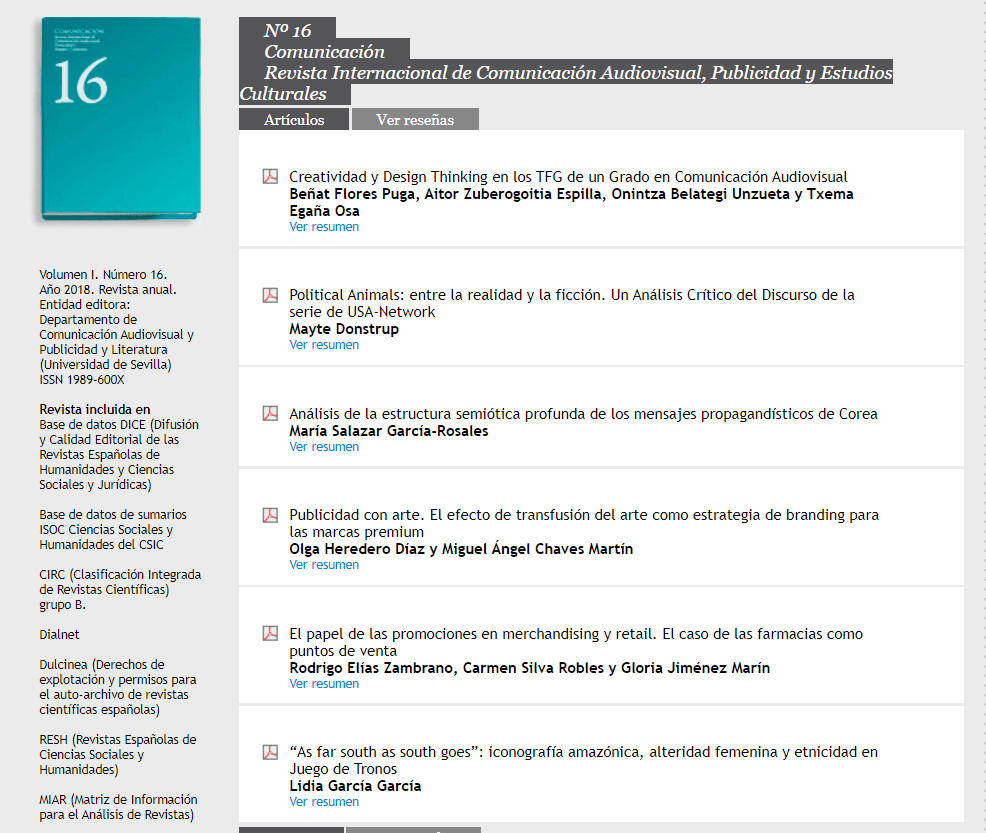 COMUNICACIÓN
16
Volumen I. Número 16.
Año 2018. Revista anual.
Entidad editora:
Departamento de
Comunicación Audiovisual y
Publicidad y Literatura
(Universidad de Sevilla)
ISSN 1989-600X
Revista incluida en
Base de datos DICE (Difusión
y Calidad Editorial de las
Revistas Españolas de
Humanidades y Ciencias
Sociales y Jurídicas)
Base de datos de sumarios
ISOC Ciencias Sociales y
Humanidades del CSIC
CIRC (Clasificación Integrada
de Revistas Científicas)
grupo B.
Dialnet
Dulcinea (Derechos de
explotación y permisos para
el auto-archivo de revistas
científicas españolas)
RESH (Revistas Españolas de
Ciencias Sociales y
Humanidades)
MIAR (Matriz de Información
para el Análisis de Revistas)
Nº 16
Comunicación
Revista Internacional de Comunicación Audiovisual, Publicidad y Estudios
Culturales
Artículos Ver reseñas
Creatividad y Design Thinking en los TFG de un Grado en Comunicación Audiovisual
Beñat Flores Puga, Aitor Zuberogoitia Espilla, Onintza Belategi Unzueta y Txema
Egaña Osa
Ver resumen
Political Animals: entre la realidad y la ficción. Un Análisis Crítico del Discurso de la
serie de USA-Network
Mayte Donstrup
Ver resumen
Análisis de la estructura semiótica profunda de los mensajes propagandísticos de Corea
María Salazar García-Rosales
Ver resumen
Publicidad con arte. El efecto de transfusión del arte como estrategia de branding para
las marcas premium
Olga Heredero Díaz y Miguel Ángel Chaves Martín
Ver resumen
El papel de las promociones en merchandising y retail. El caso de las farmacias como
puntos de venta
Rodrigo Elías Zambrano, Carmen Silva Robles y Gloria Jiménez Marín
Ver resumen
“As far south as south goes”: iconografía amazónica, alteridad femenina y etnicidad en
Juego de Tronos
Lidia García García
Ver resumen